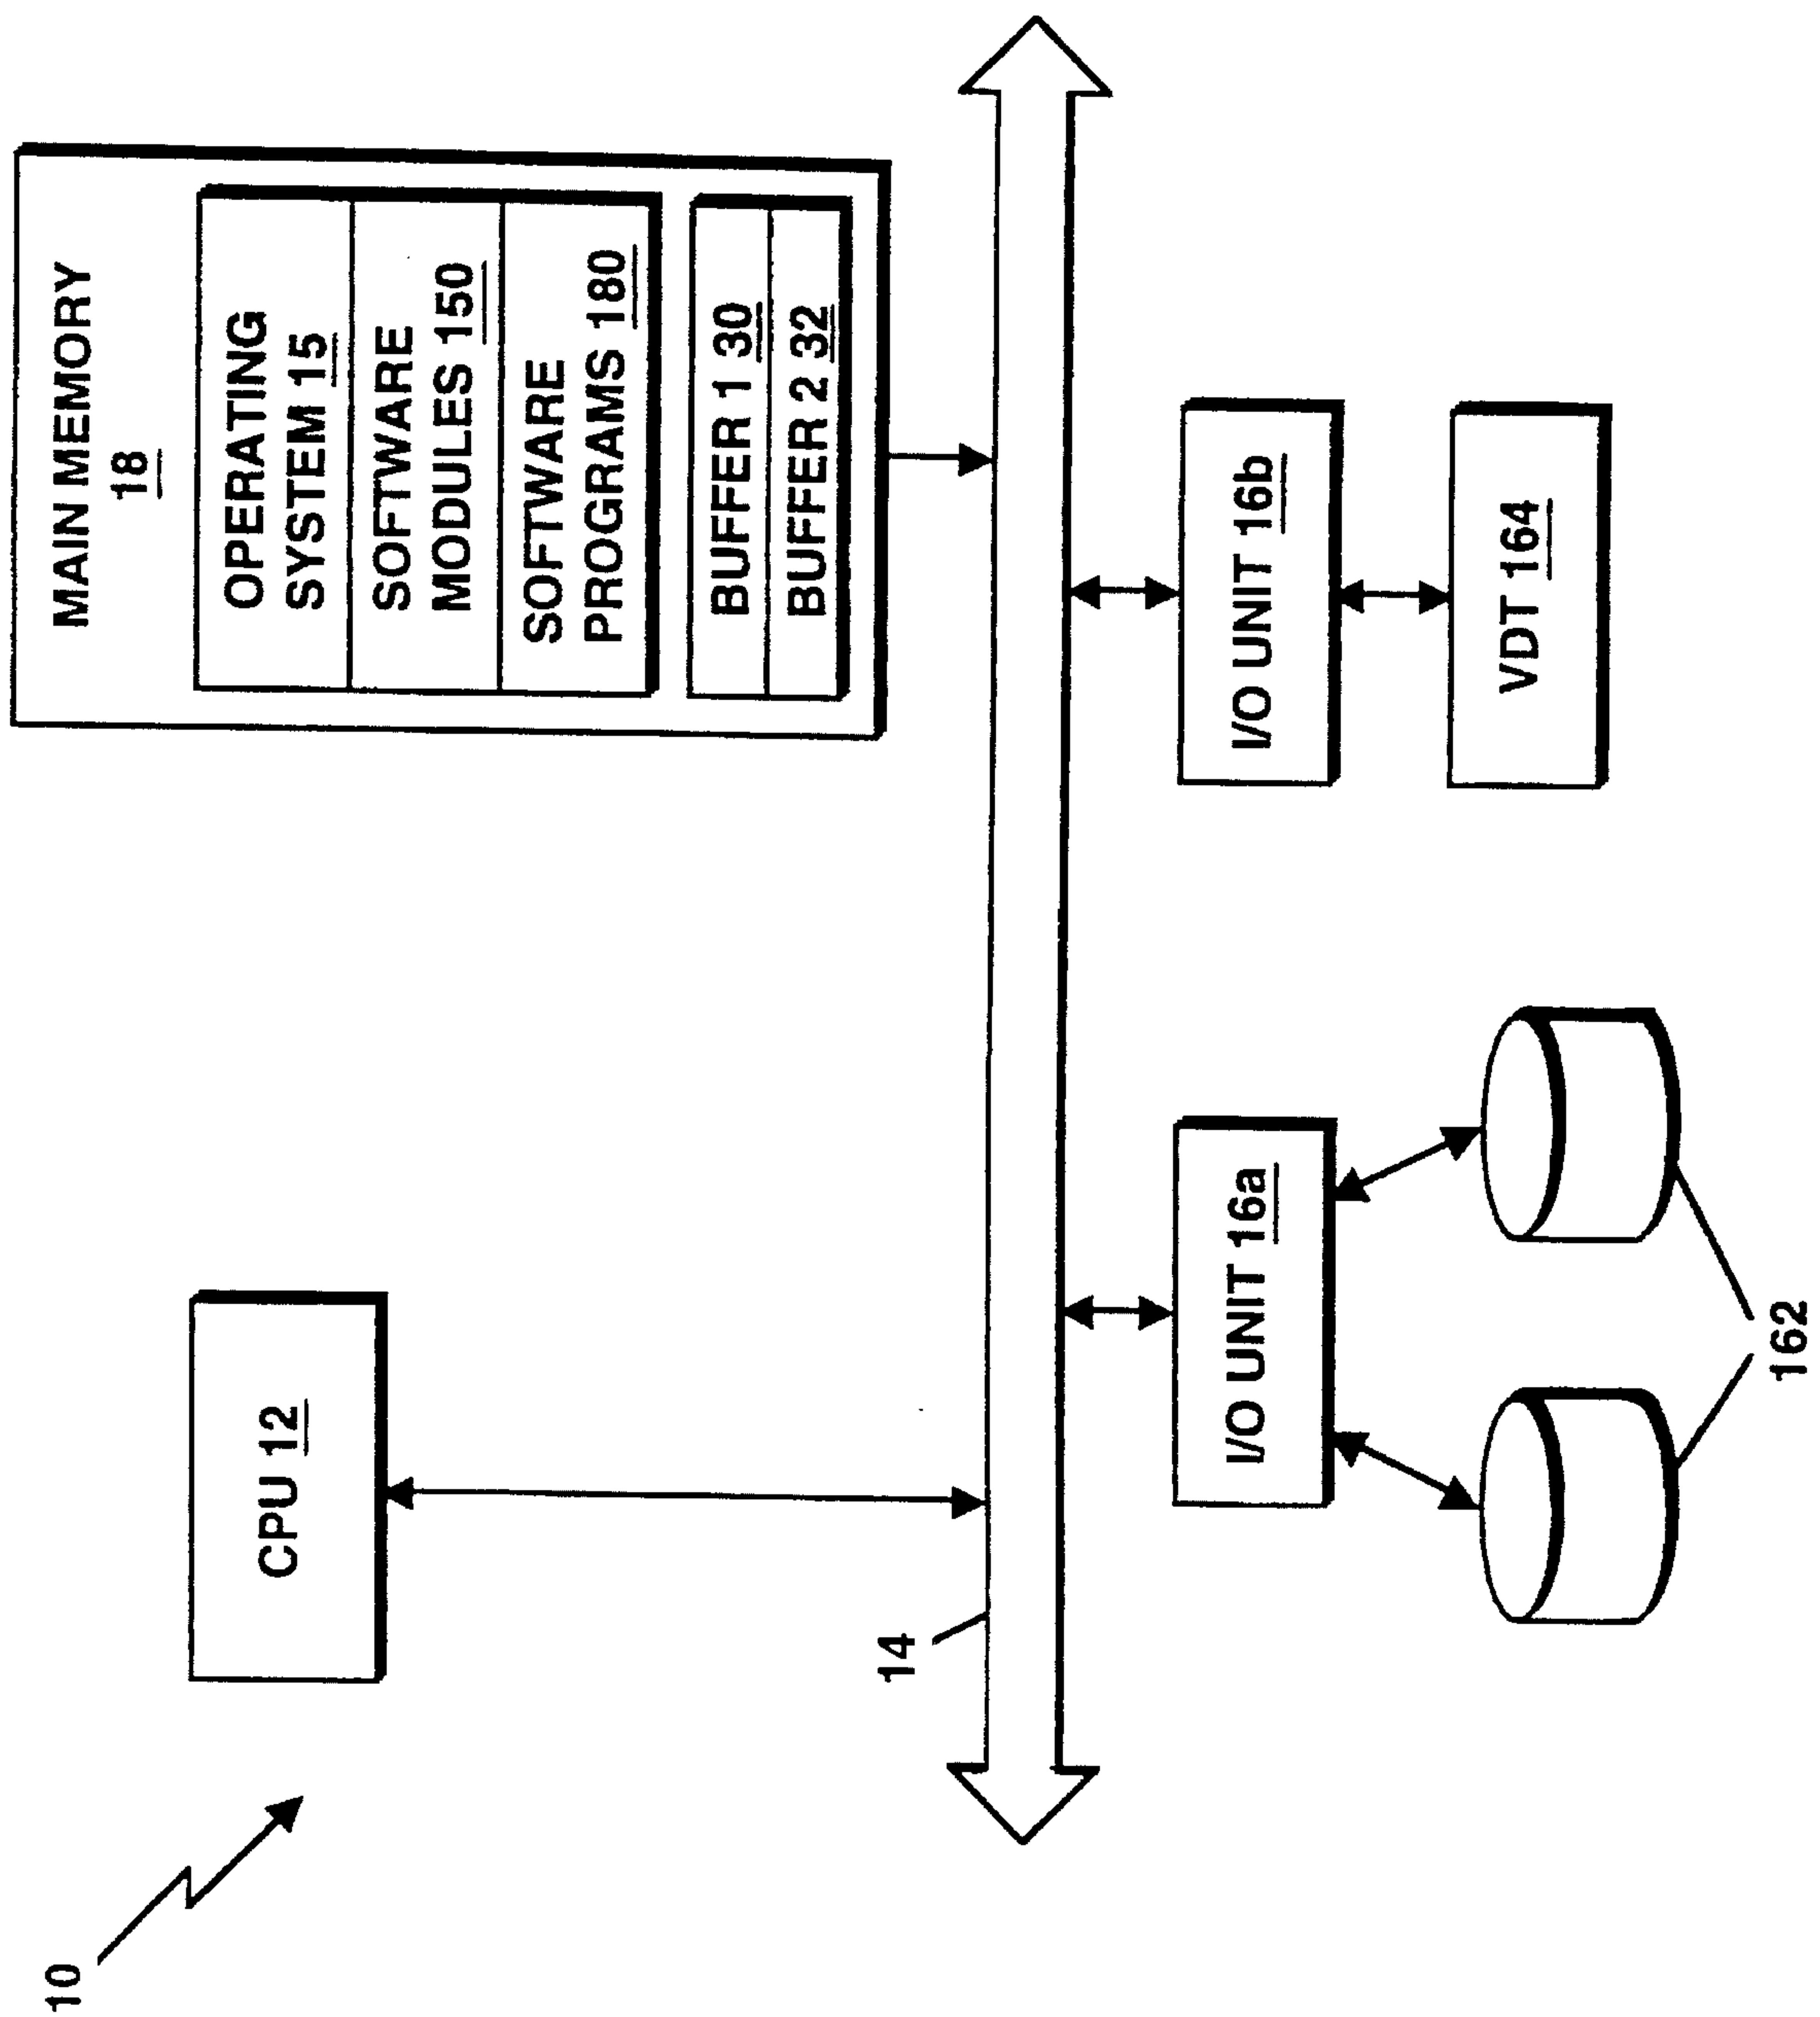 10
CPU 12
14
MAIN MEMORY
18
OPERATING
SYSTEM 15
SOFTWARE
MODULES 150
SOFTWARE
PROGRAMS 180
BUFFER 1 30
BUFFER 2 32
I/O UNIT 16a
I/O UNIT 16b
VDT 164
162